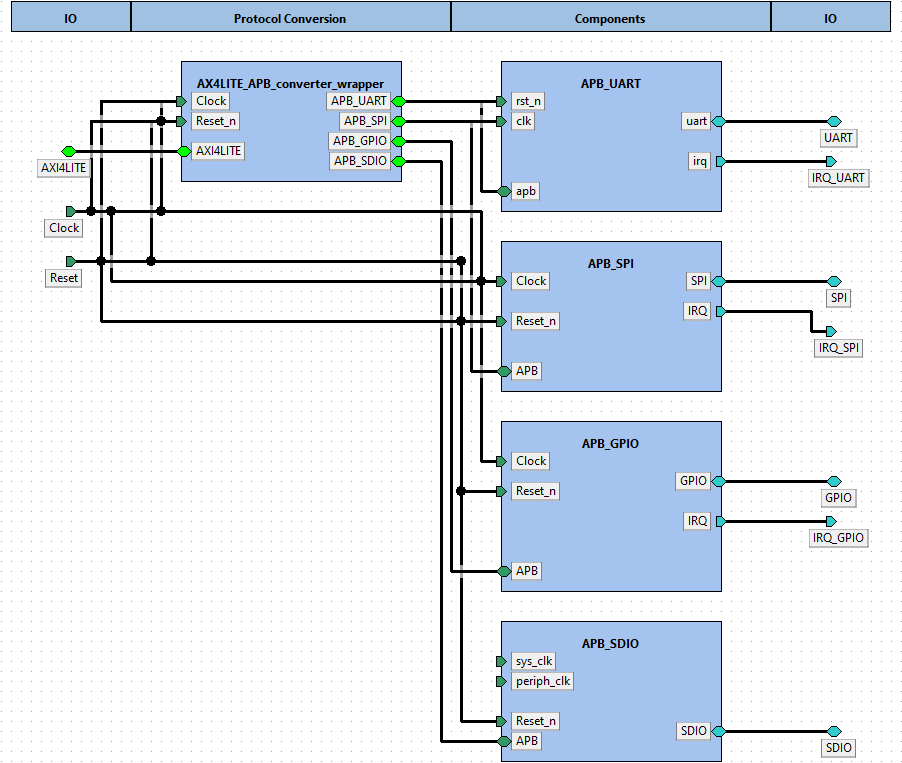 IO
Protocol Conversion
Components
IO
AX4LITE_APB_converter_wrapper
Clock
Reset_n
AXI4LITE
APB_UART
APB_SPI
APB_GPIO
APB_SDIO
AXI4LITE
Clock
Reset
APB_UART
rst_n
clk
apb
uart
irq
UART
IRQ_UART
APB_SPI
Clock
Reset_n
APB
SPI
IRQ
SPI
IRQ_SPI
APB_GPIO
Clock
Reset_n
APB
GPIO
IRQ
GPIO
IRQ_GPIO
APB_SDIO
sys_clk
periph_clk
Reset_n
APB
SDIO
SDIO